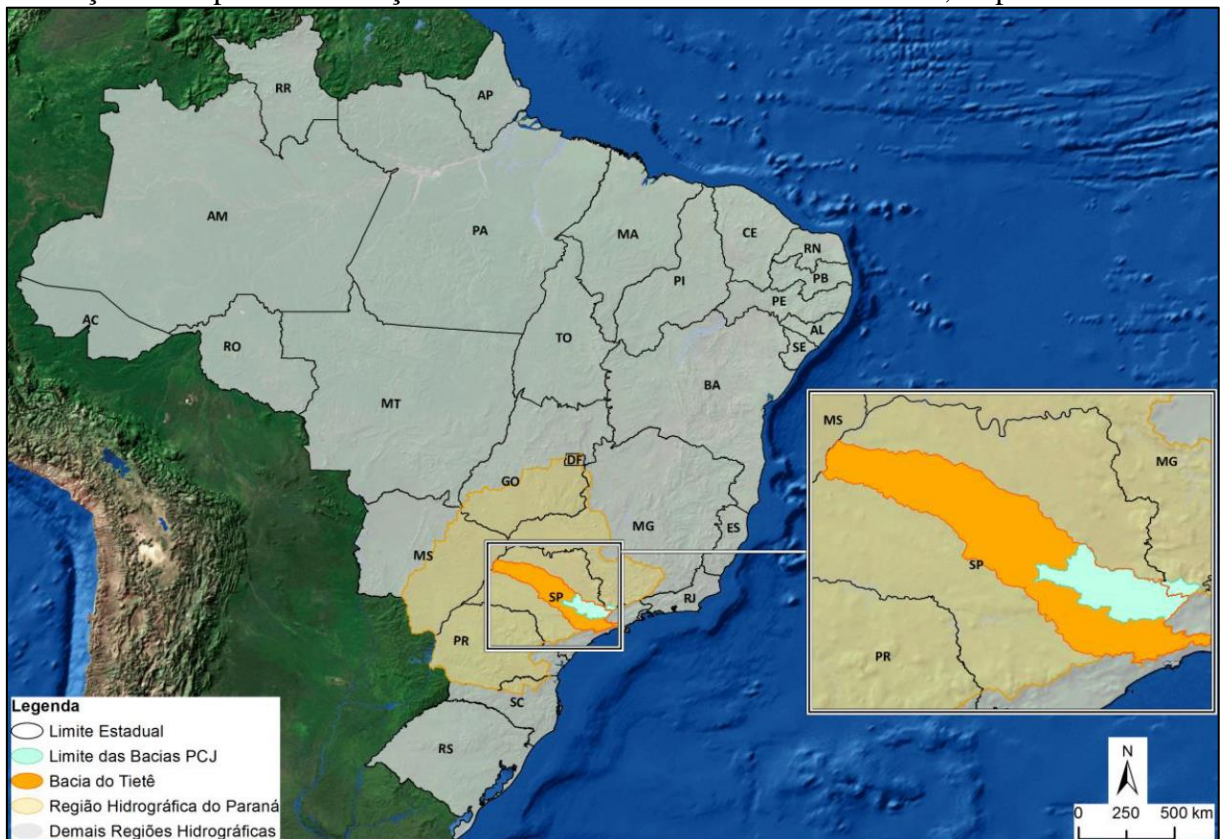 RR
AP
AM
PA
MA
CE
RN
PB
PI
PE
AL
AC
SE
RO
TO
BA
MT
DF
GO
MG
ES
MS
SP
RJ
PR
SC
RS
MS
MG
SP
PR
Legenda
Limite Estadual
Limite das Bacias PCJ
Bacia do Tietê
Região Hidrográfica do Paraná
Demais Regiões Hidrográficas
N
0 250 500 km